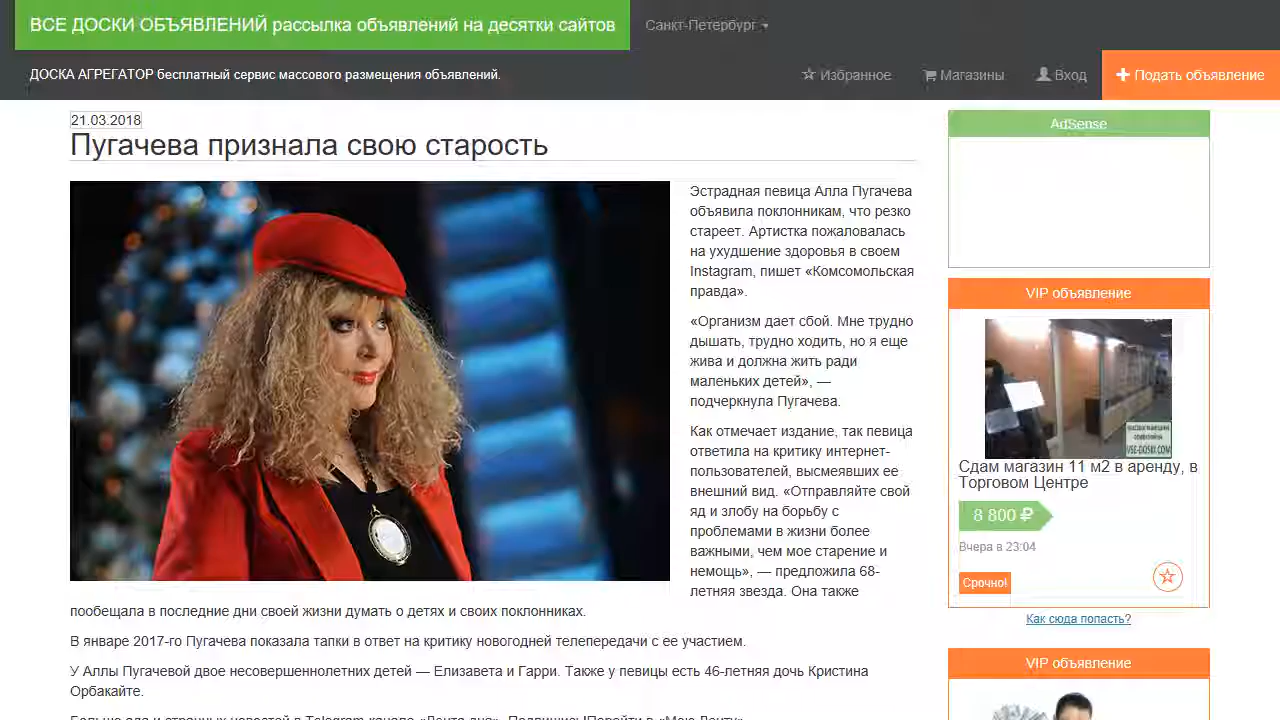 ВСЕ ДОСКИ ОБЪЯВЛЕНИЙ рассылка объявлений на десятки сайтов
Санкт-Петербург
ДОСКА АГРЕГАТОР бесплатный сервис массового размещения объявлений.
Избранное
Магазины
Вход
Подать объявление
21.03.2018
Пугачева признала свою старость
Эстрадная певица Алла Пугачева
объявила поклонникам, что резко
стареет. Артистка пожаловалась
на ухудшение здоровья в своем
Instagram, пишет «Комсомольская
правда».
«Организм дает сбой. Мне трудно
дышать, трудно ходить, но я еще
жива и должна жить ради
маленьких детей», —
подчеркнула Пугачева.
Как отмечает издание, так певица
ответила на критику интернет-
пользователей, высмеявших ее
внешний вид. «Отправляйте свой
яд и злобу на борьбу с
проблемами в жизни более
важными, чем мое старение и
немощь», — предложила 68-
летняя звезда. Она также
пообещала в последние дни своей жизни думать о детях и своих поклонниках.
В январе 2017-го Пугачева показала тапки в ответ на критику новогодней телепередачи с ее участием.
У Аллы Пугачевой двое несовершеннолетних детей — Елизавета и Гарри. Также у певицы есть 46-летняя дочь Кристина
Орбакайте.
AdSense
VIP объявление
VSE-DOSKI.COM
Сдам магазин 11 м2 в аренду, в
Торговом Центре
8 800 ₽
Вчера в 23:04
Срочно!
Как сюда попасть?
VIP объявление